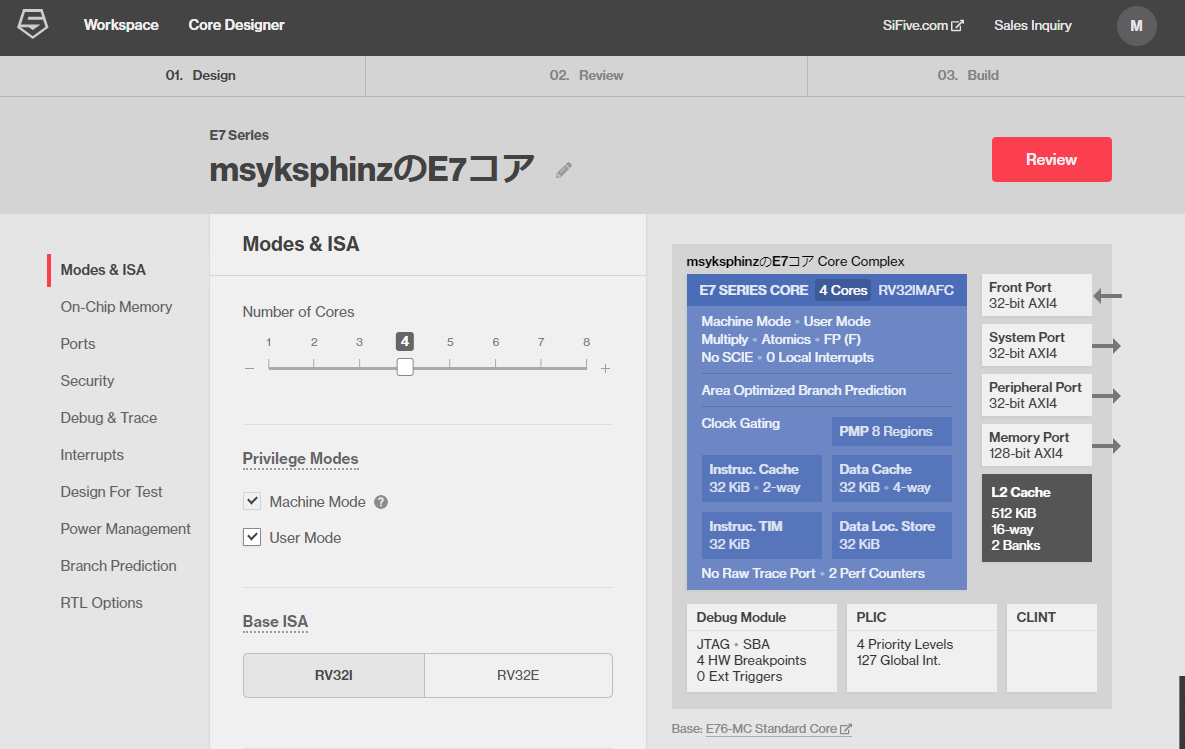 Workspace Core Designer SiFive.com Sales Inquiry M
01. Design 02. Review 03. Build
E7 Series
msyksphinzのE7コア
Review
Modes & ISA
On-Chip Memory
Ports
Security
Debug & Trace
Interrupts
Design For Test
Power Management
Branch Prediction
RTL Options
Modes & ISA
Number of Cores
1 2 3 4 5 6 7 8
− +
Privilege Modes
Machine Mode ?
User Mode
Base ISA
RV32I RV32E
msyksphinzのE7コア Core Complex
E7 SERIES CORE 4 Cores RV32IMAFC
Machine Mode • User Mode
Multiply • Atomics • FP (F)
No SCIE • 0 Local Interrupts
Area Optimized Branch Prediction
Clock Gating
PMP 8 Regions
Instruc. Cache
32 KiB • 2-way
Data Cache
32 KiB • 4-way
Instruc. TIM
32 KiB
Data Loc. Store
32 KiB
No Raw Trace Port • 2 Perf Counters
Front Port
32-bit AXI4
System Port
32-bit AXI4
Peripheral Port
32-bit AXI4
Memory Port
128-bit AXI4
L2 Cache
512 KiB
16-way
2 Banks
Debug Module
JTAG • SBA
4 HW Breakpoints
0 Ext Triggers
PLIC
4 Priority Levels
127 Global Int.
CLINT
Base: E76-MC Standard Core